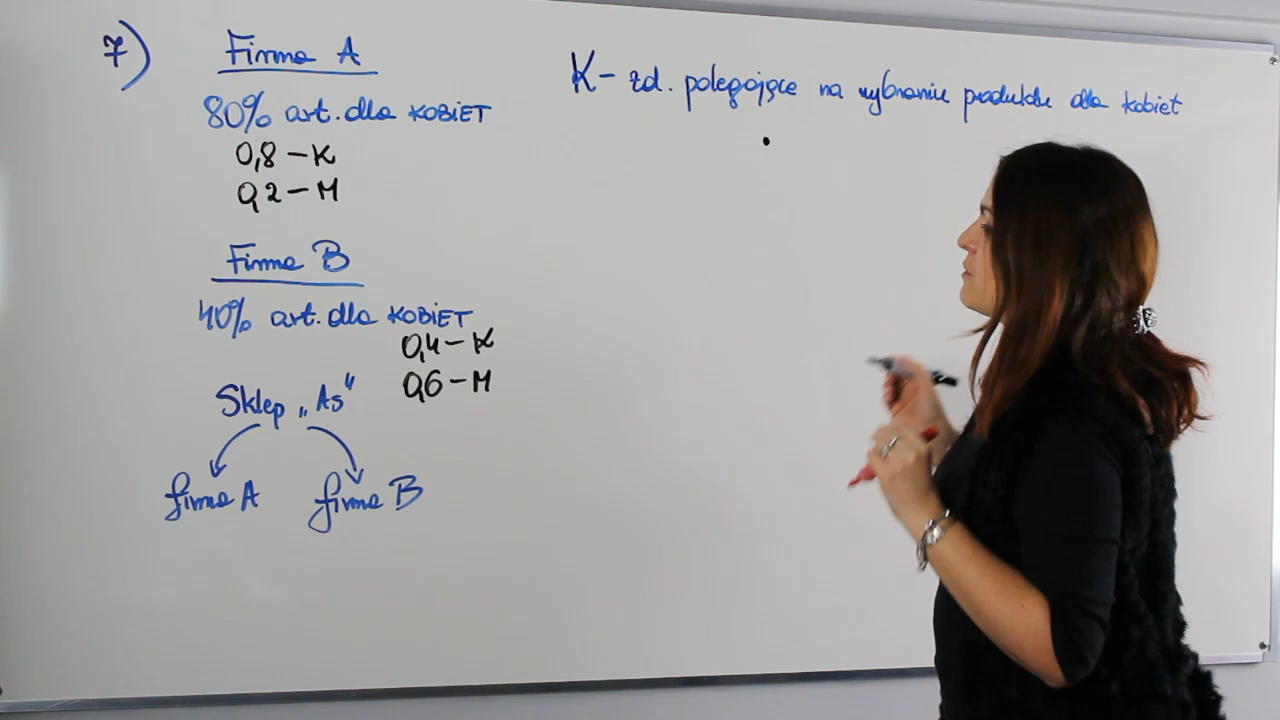 7)
Firma A
80% art. dla KOBIET
0,8 – K
0,2 – M
Firma B
40% art. dla KOBIET
0,4 – K
0,6 – M
Sklep „As"
firma A firma B
K – zd. polegające na wybraniu produktu dla kobiet